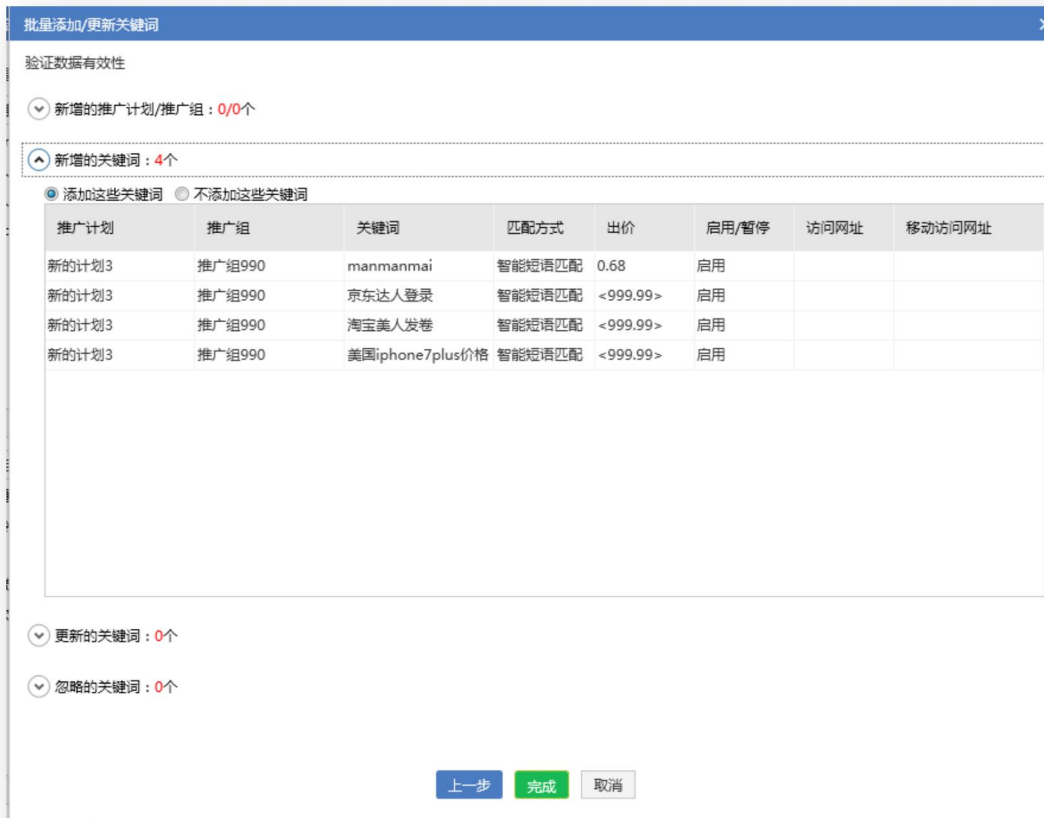 批量添加/更新关键词
验证数据有效性
新增的推广计划/推广组：0/0个
新增的关键词：4个
添加这些关键词 不添加这些关键词
推广计划 推广组 关键词 匹配方式 出价 启用/暂停 访问网址 移动访问网址
新的计划3 推广组990 manmanmai 智能短语匹配 0.68 启用
新的计划3 推广组990 京东达人登录 智能短语匹配 <999.99> 启用
新的计划3 推广组990 淘宝美人发卷 智能短语匹配 <999.99> 启用
新的计划3 推广组990 美国iphone7plus价格 智能短语匹配 <999.99> 启用
更新的关键词：0个
忽略的关键词：0个
上一步 完成 取消